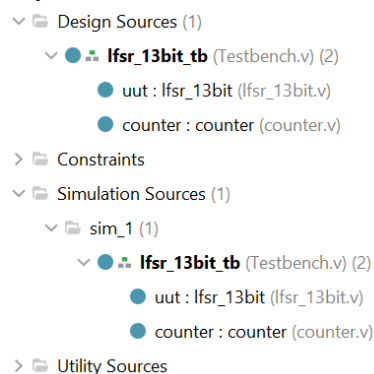 Design Sources (1)
lfsr_13bit_tb (Testbench.v) (2)
uut : lfsr_13bit (lfsr_13bit.v)
counter : counter (counter.v)
Constraints
Simulation Sources (1)
sim_1 (1)
lfsr_13bit_tb (Testbench.v) (2)
uut : lfsr_13bit (lfsr_13bit.v)
counter : counter (counter.v)
Utility Sources